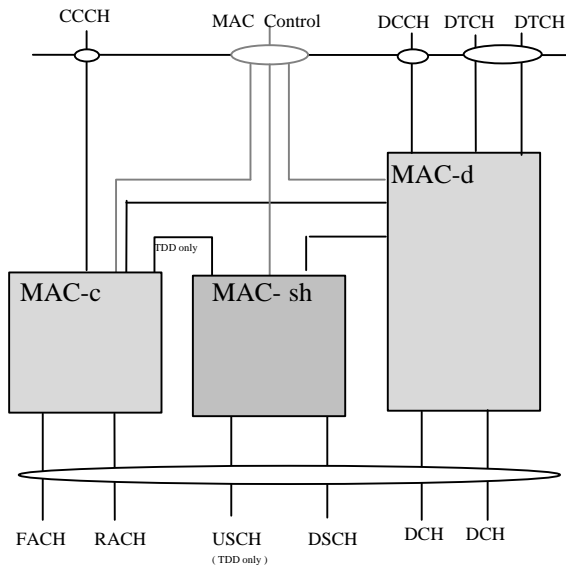 CCCH MAC Control DCCH DTCH DTCH
MAC-d
TDD only
MAC-c MAC- sh
FACH RACH USCH DSCH DCH DCH
( TDD only )